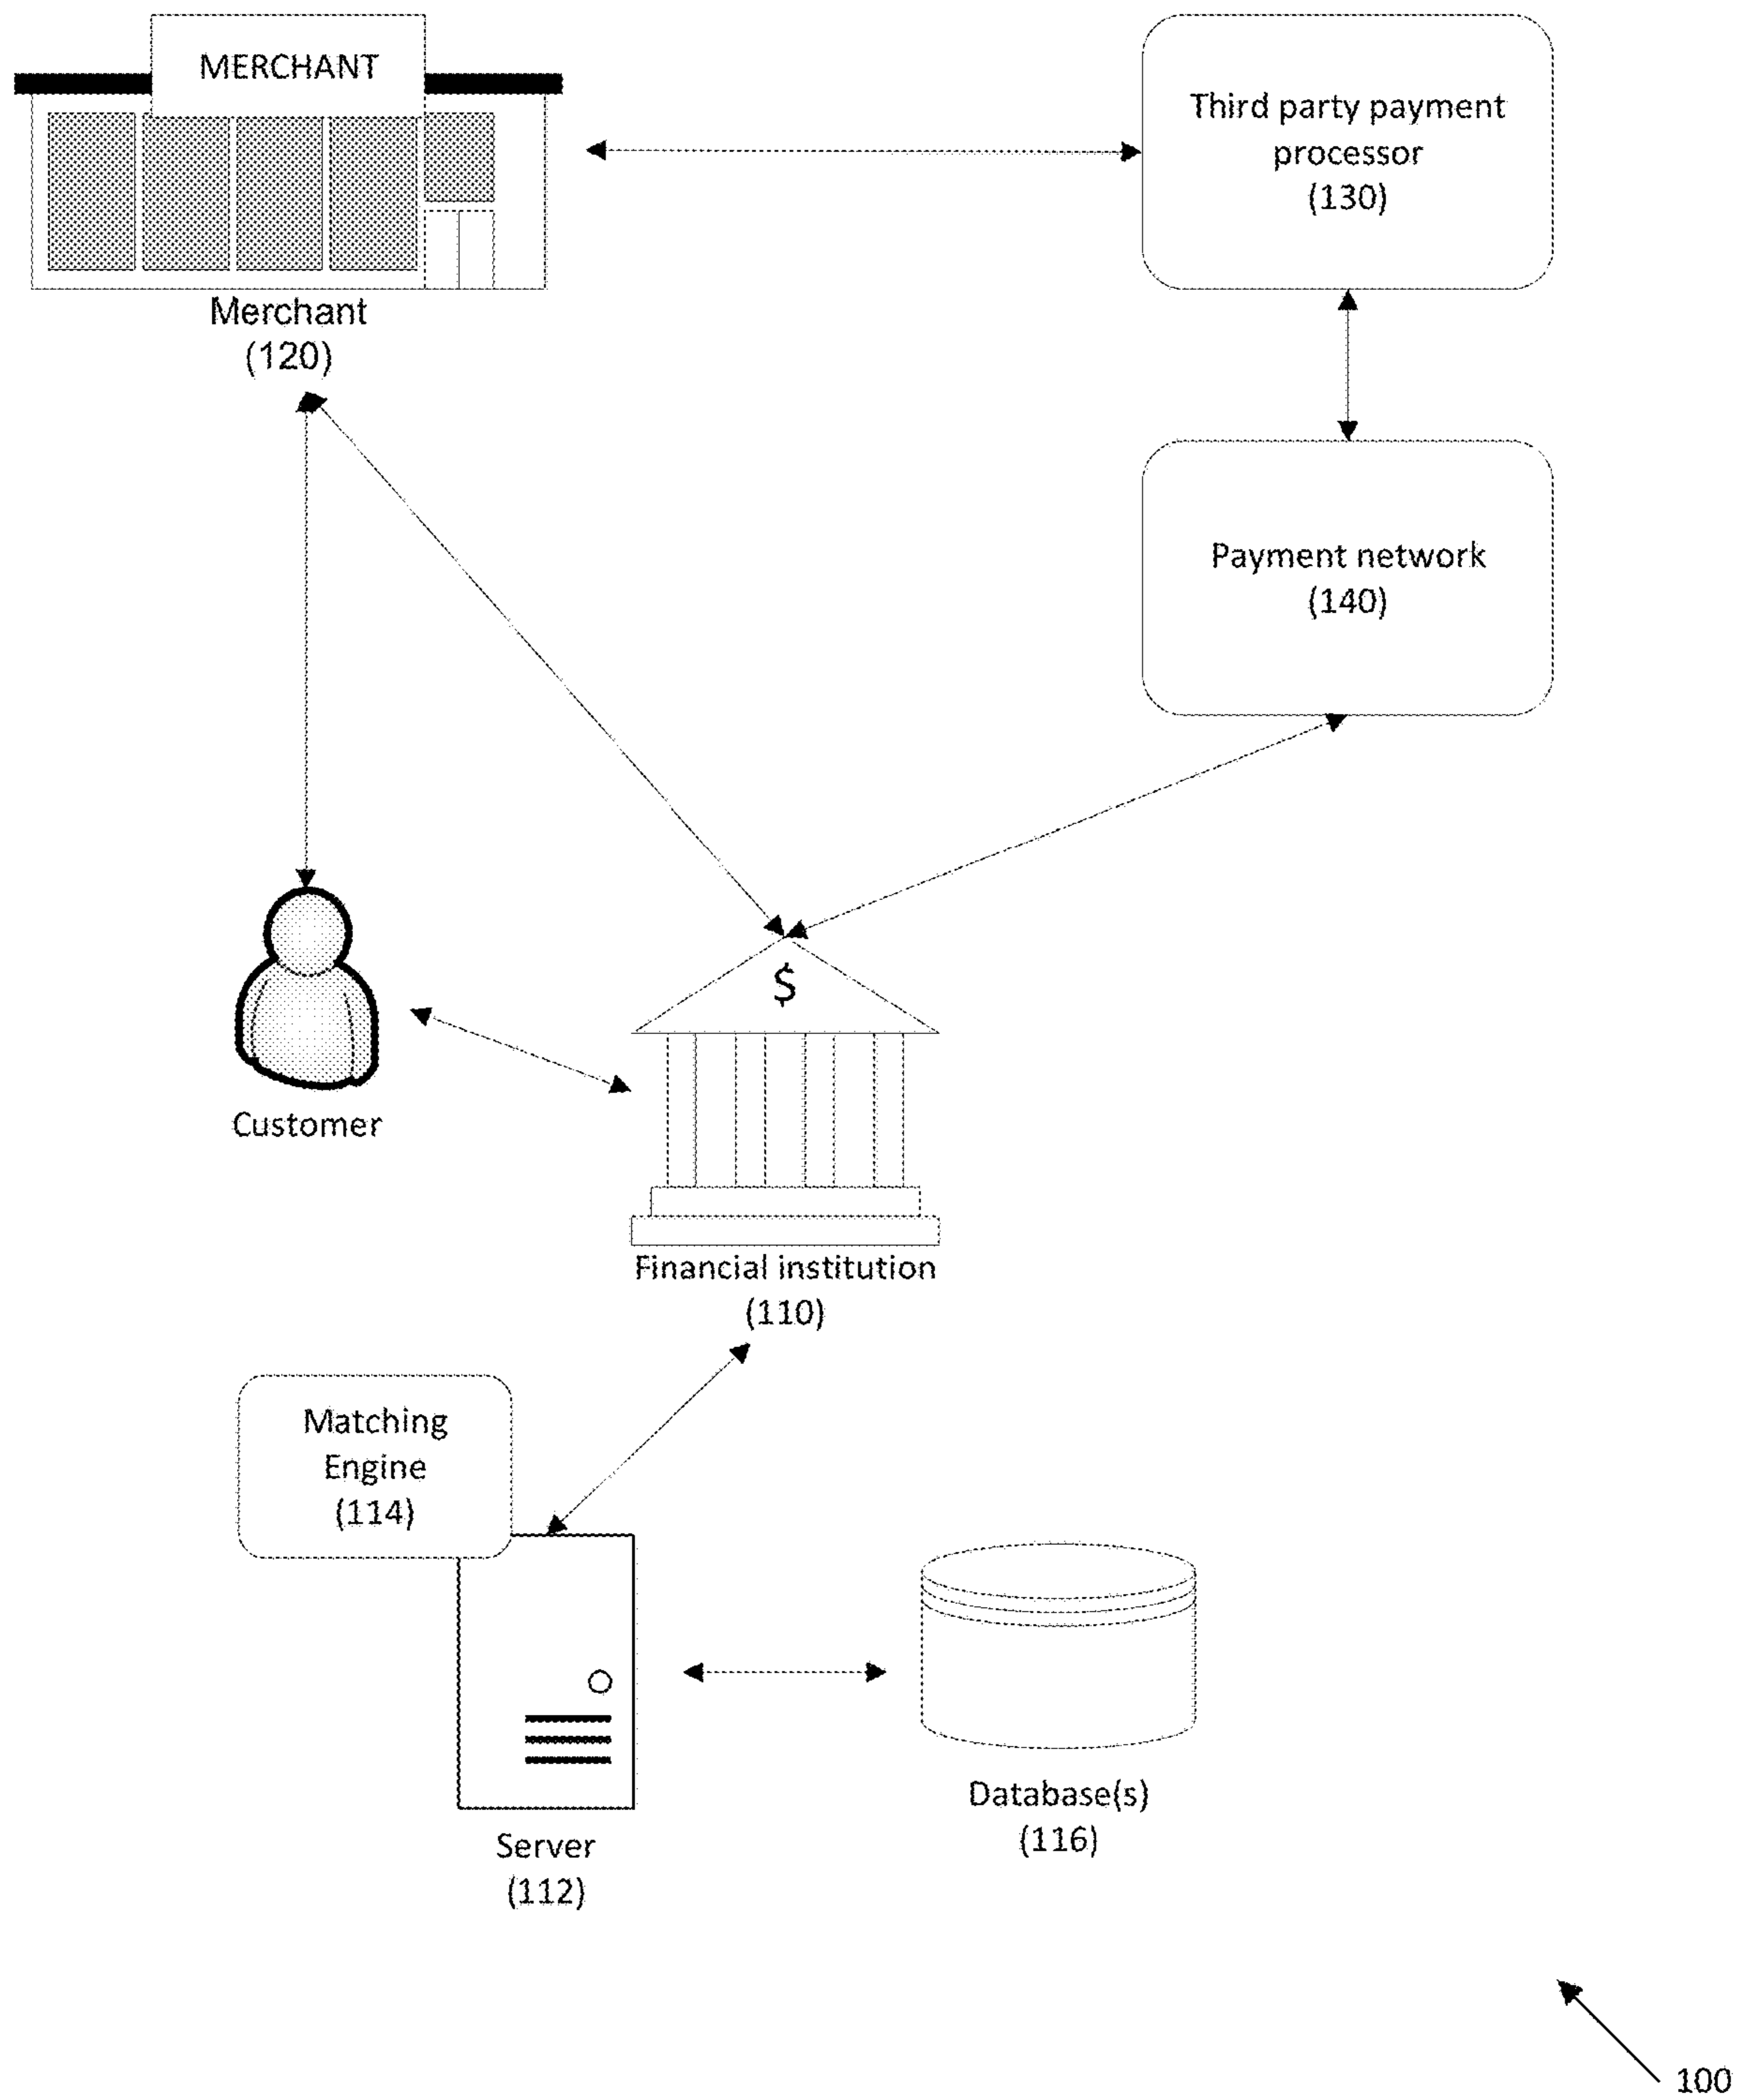 MERCHANT
Merchant
(120)
Third party payment
processor
(130)
Payment network
(140)
Customer
$
Financial institution
(110)
Matching
Engine
(114)
Server
(112)
Database(s)
(116)
100